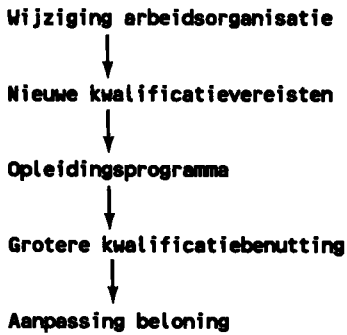 Wijziging arbeidsorganisatie
Nieuwe kwalificatievereisten
Opleidingsprogramma
Grotere kwalificatiebenutting
Aanpassing beloning